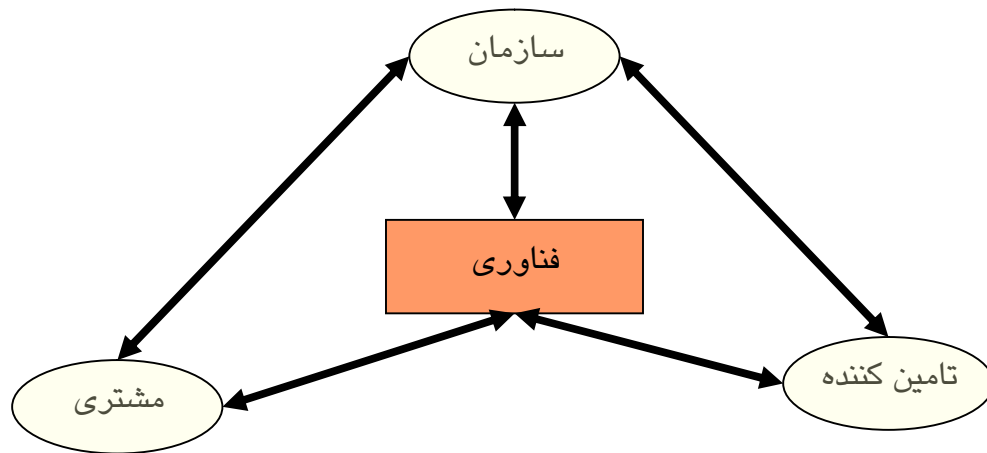 سازمان
فناوری
تامین کننده
مشتری